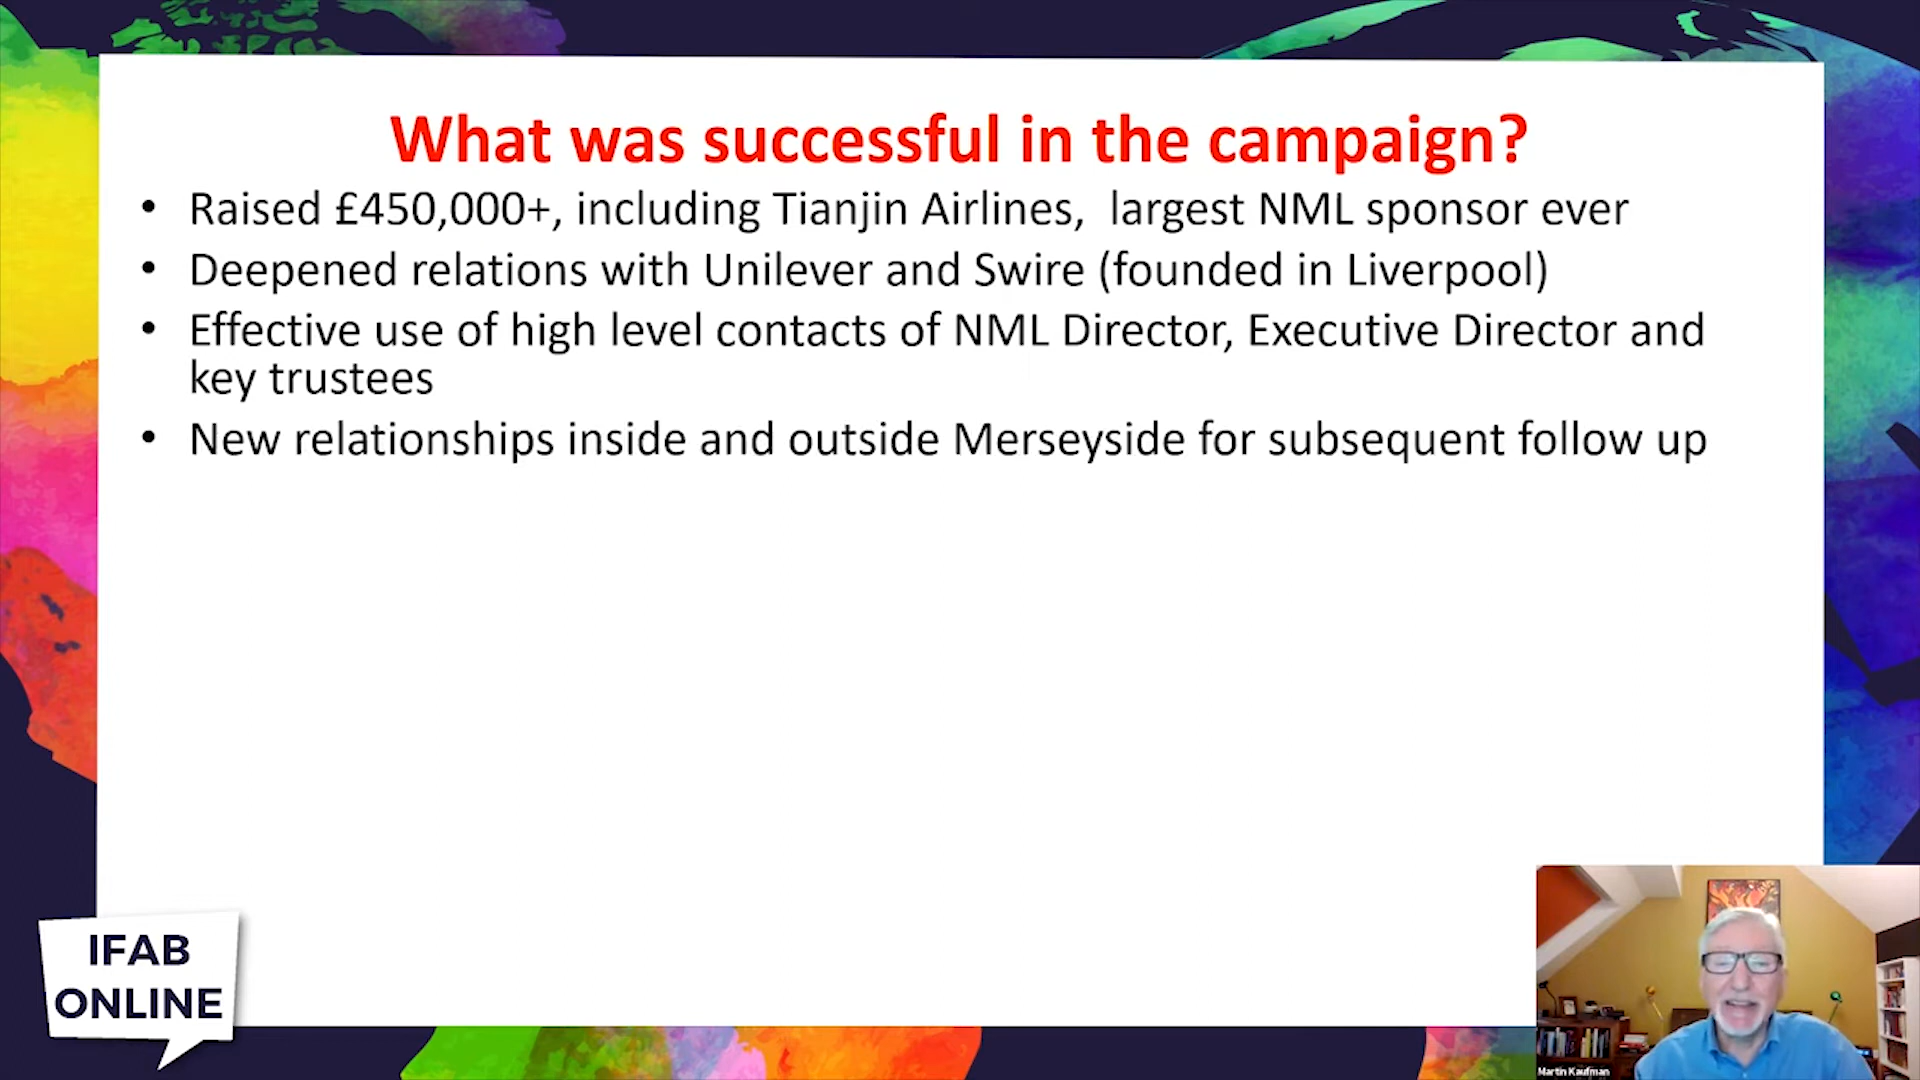 What was successful in the campaign?
• Raised £450,000+, including Tianjin Airlines, largest NML sponsor ever
• Deepened relations with Unilever and Swire (founded in Liverpool)
• Effective use of high level contacts of NML Director, Executive Director and
key trustees
• New relationships inside and outside Merseyside for subsequent follow up
IFAB
ONLINE
Martin Kaufman